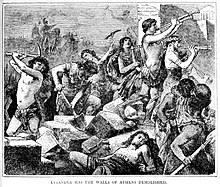 LYSANDER HAS THE WALLS OF ATHENS DEMOLISHED.